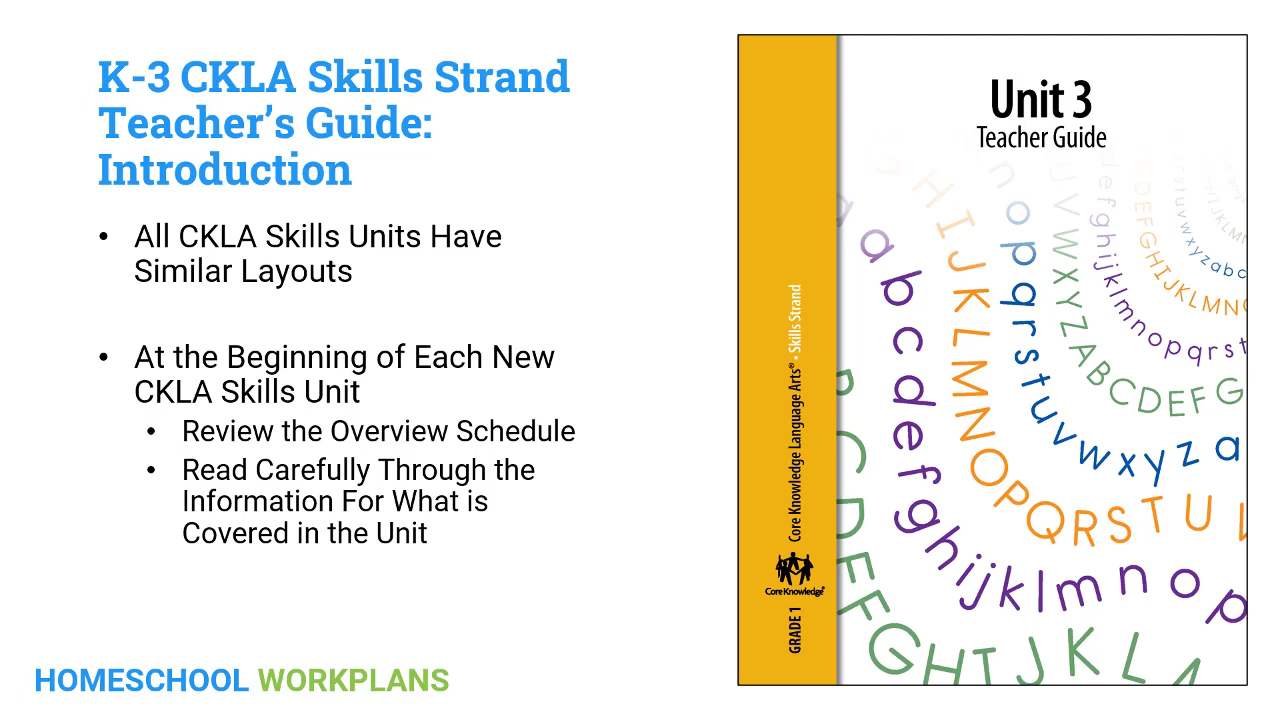 K-3 CKLA Skills Strand
Teacher’s Guide:
Introduction
• All CKLA Skills Units Have
Similar Layouts
• At the Beginning of Each New
CKLA Skills Unit
• Review the Overview Schedule
• Read Carefully Through the
Information For What is
Covered in the Unit
HOMESCHOOL WORKPLANS
Unit 3
Teacher Guide
Core Knowledge Language Arts® • Skills Strand
Core Knowledge®
GRADE 1
a b c d e f g h i j k l m n o p
H I J K L M N O P Q R S T U
n o p q r s t u v w x y z a
U V W X Y Z A B C D E F G
d e f g h i j k l m n o p q r s t
C D E F G H I J K L M N O
r s t u v w x y z a b c
G H I J K L M N
B C D E F G H I J K L